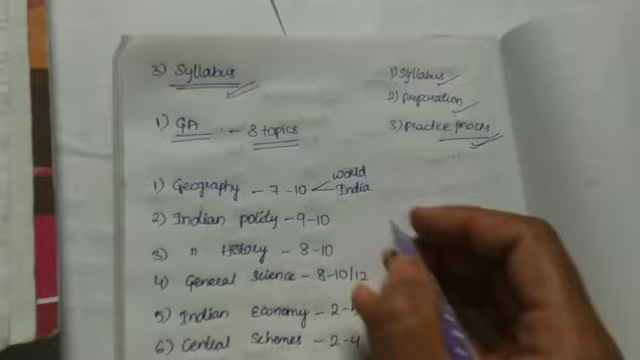 3) Syllabus
1) Syllabus
2) Preparation
3) Practice mocks
1) GA - 8 topics
1) Geography - 7-10 World India
2) Indian polity - 9-10
3) " History - 8-10
4) General Science - 8-10/12
5) Indian Economy - 2-
6) Central Schemes - 2-4